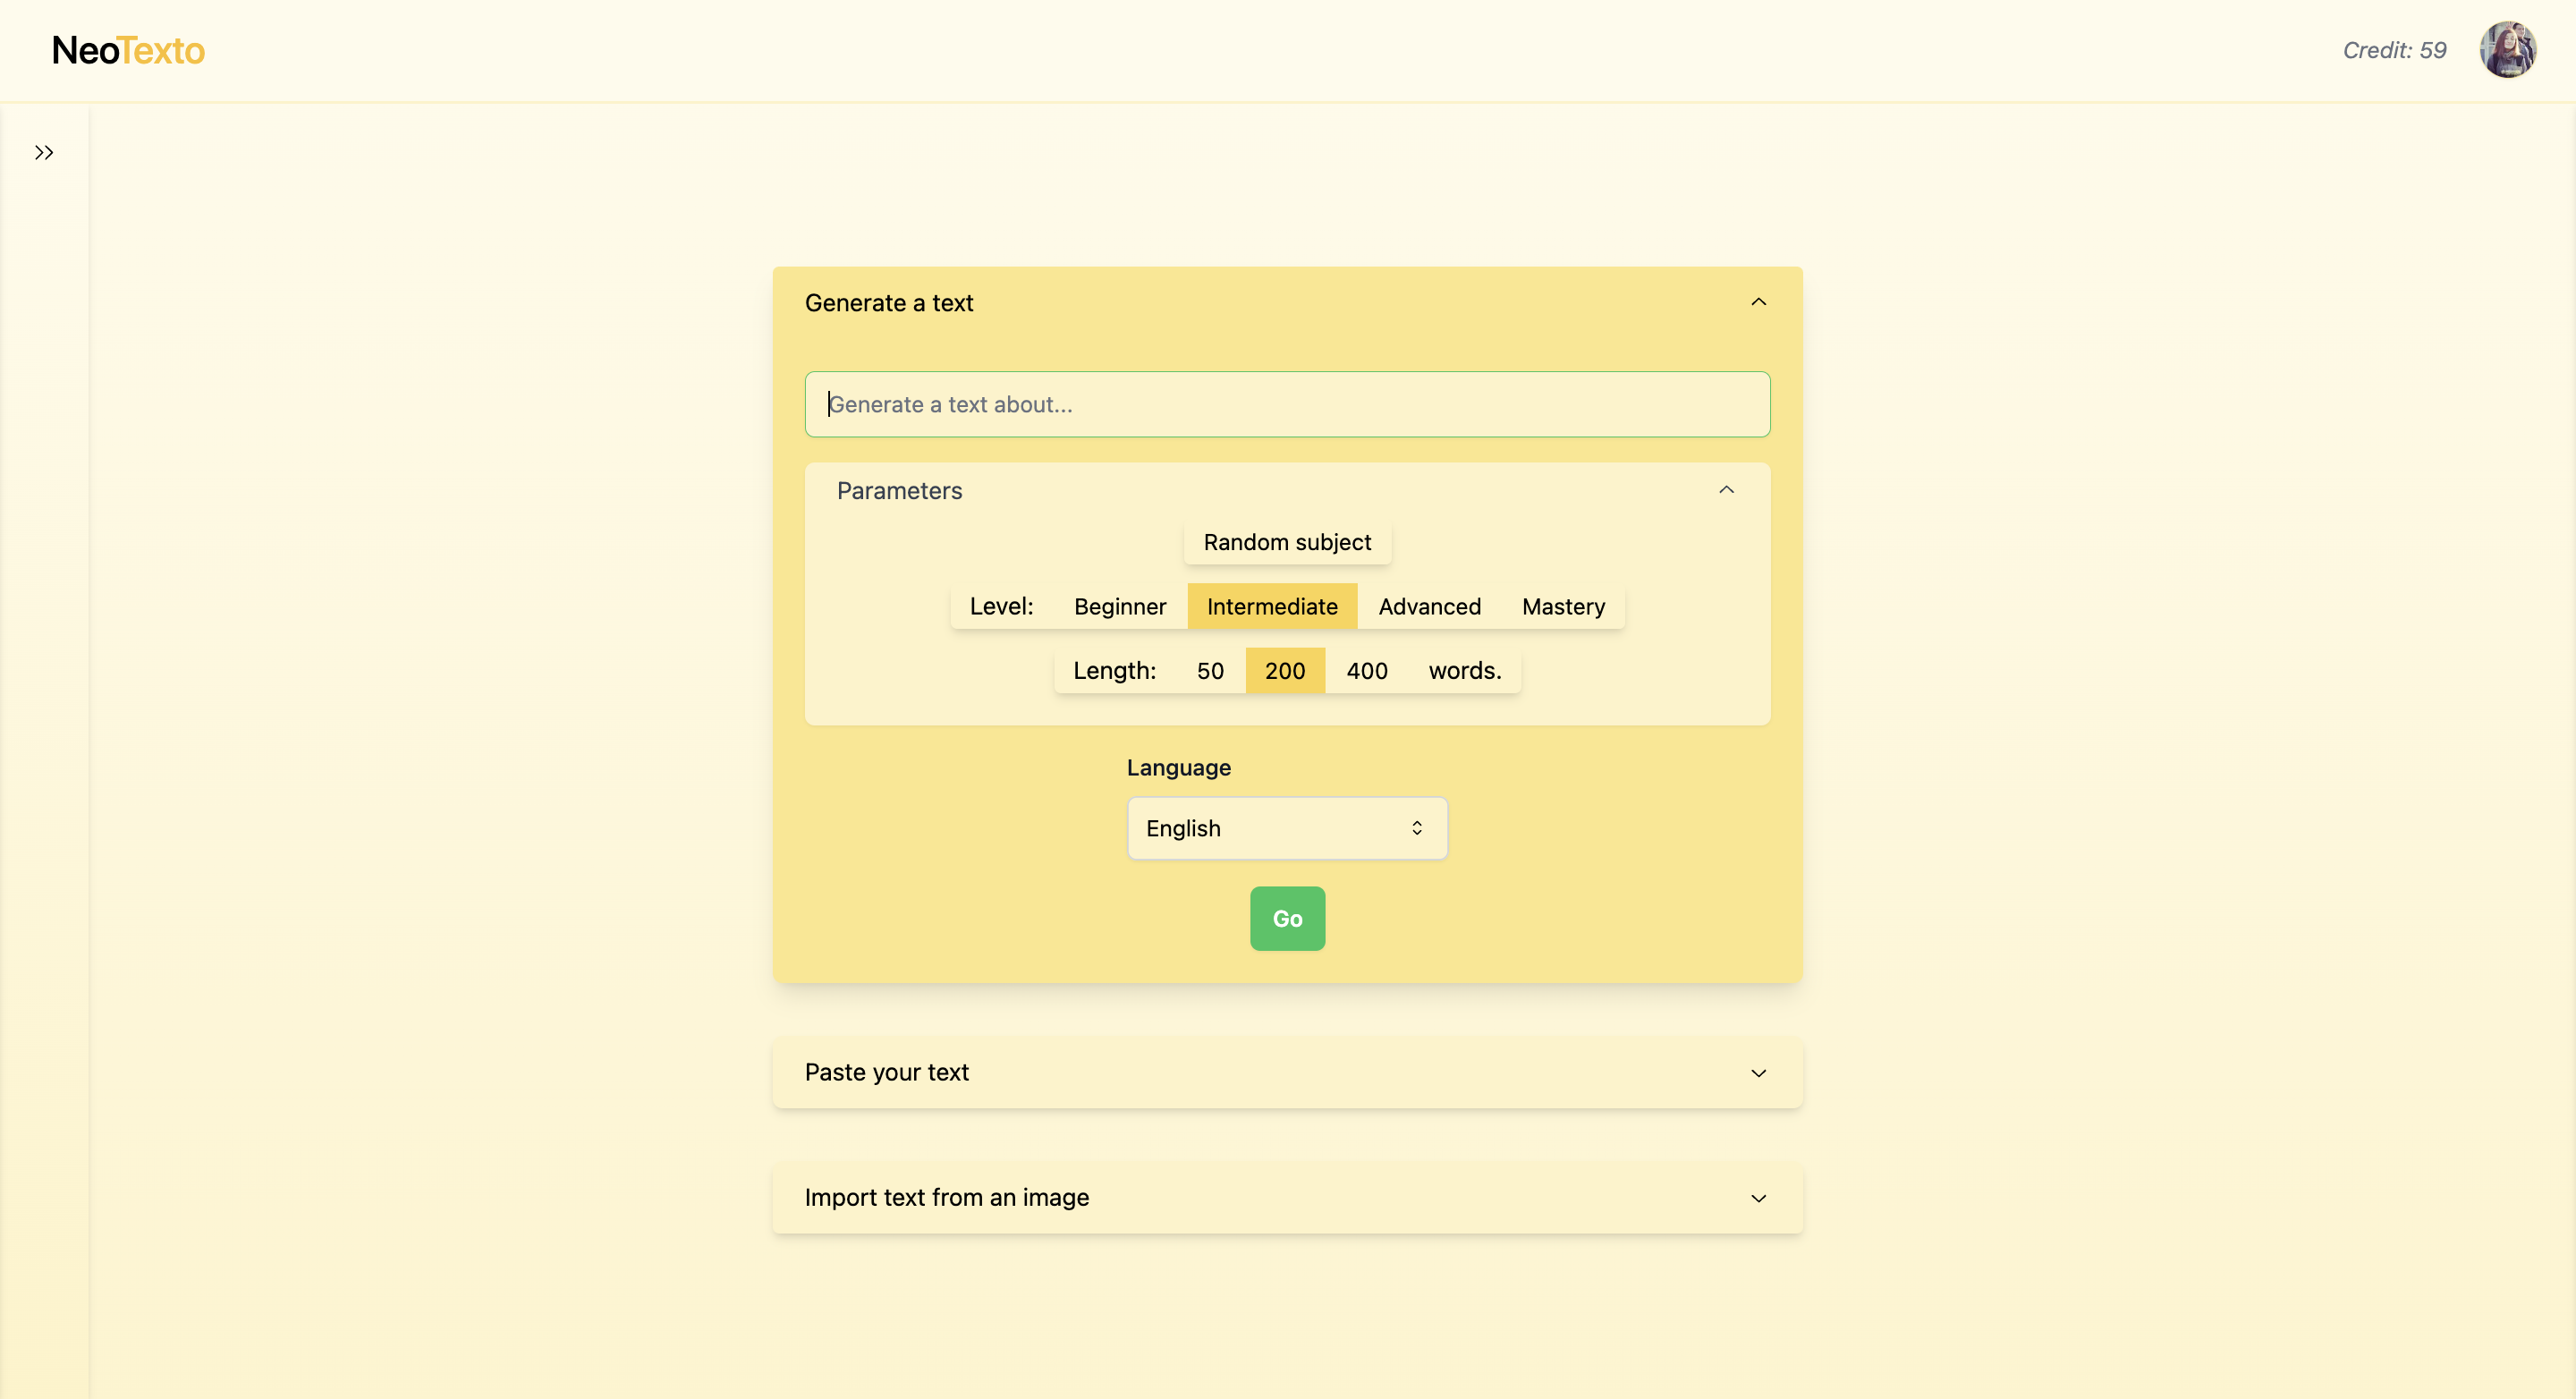 NeoTexto
Credit: 59
Generate a text
Generate a text about...
Parameters
Random subject
Level: Beginner Intermediate Advanced Mastery
Length: 50 200 400 words.
Language
English
Go
Paste your text
Import text from an image